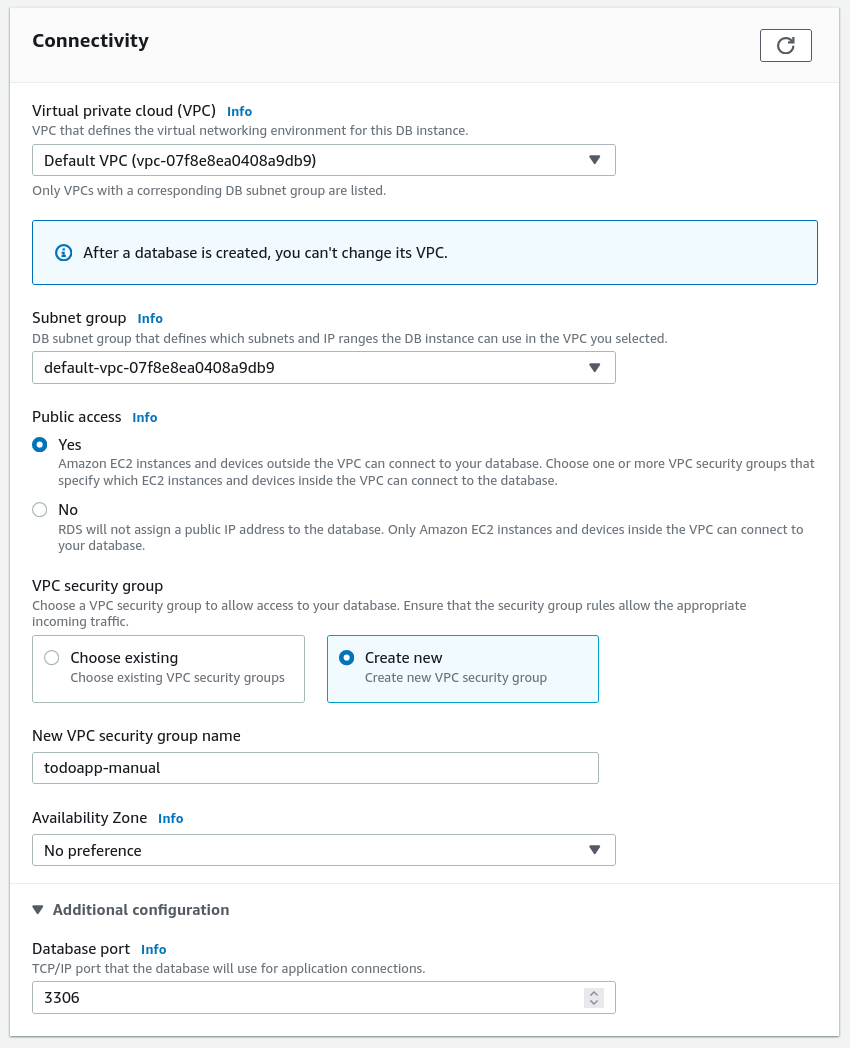 Connectivity
Virtual private cloud (VPC) Info
VPC that defines the virtual networking environment for this DB instance.
Default VPC (vpc-07f8e8ea0408a9db9)
Only VPCs with a corresponding DB subnet group are listed.
After a database is created, you can't change its VPC.
Subnet group Info
DB subnet group that defines which subnets and IP ranges the DB instance can use in the VPC you selected.
default-vpc-07f8e8ea0408a9db9
Public access Info
Yes
Amazon EC2 instances and devices outside the VPC can connect to your database. Choose one or more VPC security groups that
specify which EC2 instances and devices inside the VPC can connect to the database.
No
RDS will not assign a public IP address to the database. Only Amazon EC2 instances and devices inside the VPC can connect to
your database.
VPC security group
Choose a VPC security group to allow access to your database. Ensure that the security group rules allow the appropriate
incoming traffic.
Choose existing
Choose existing VPC security groups
Create new
Create new VPC security group
New VPC security group name
todoapp-manual
Availability Zone Info
No preference
Additional configuration
Database port Info
TCP/IP port that the database will use for application connections.
3306